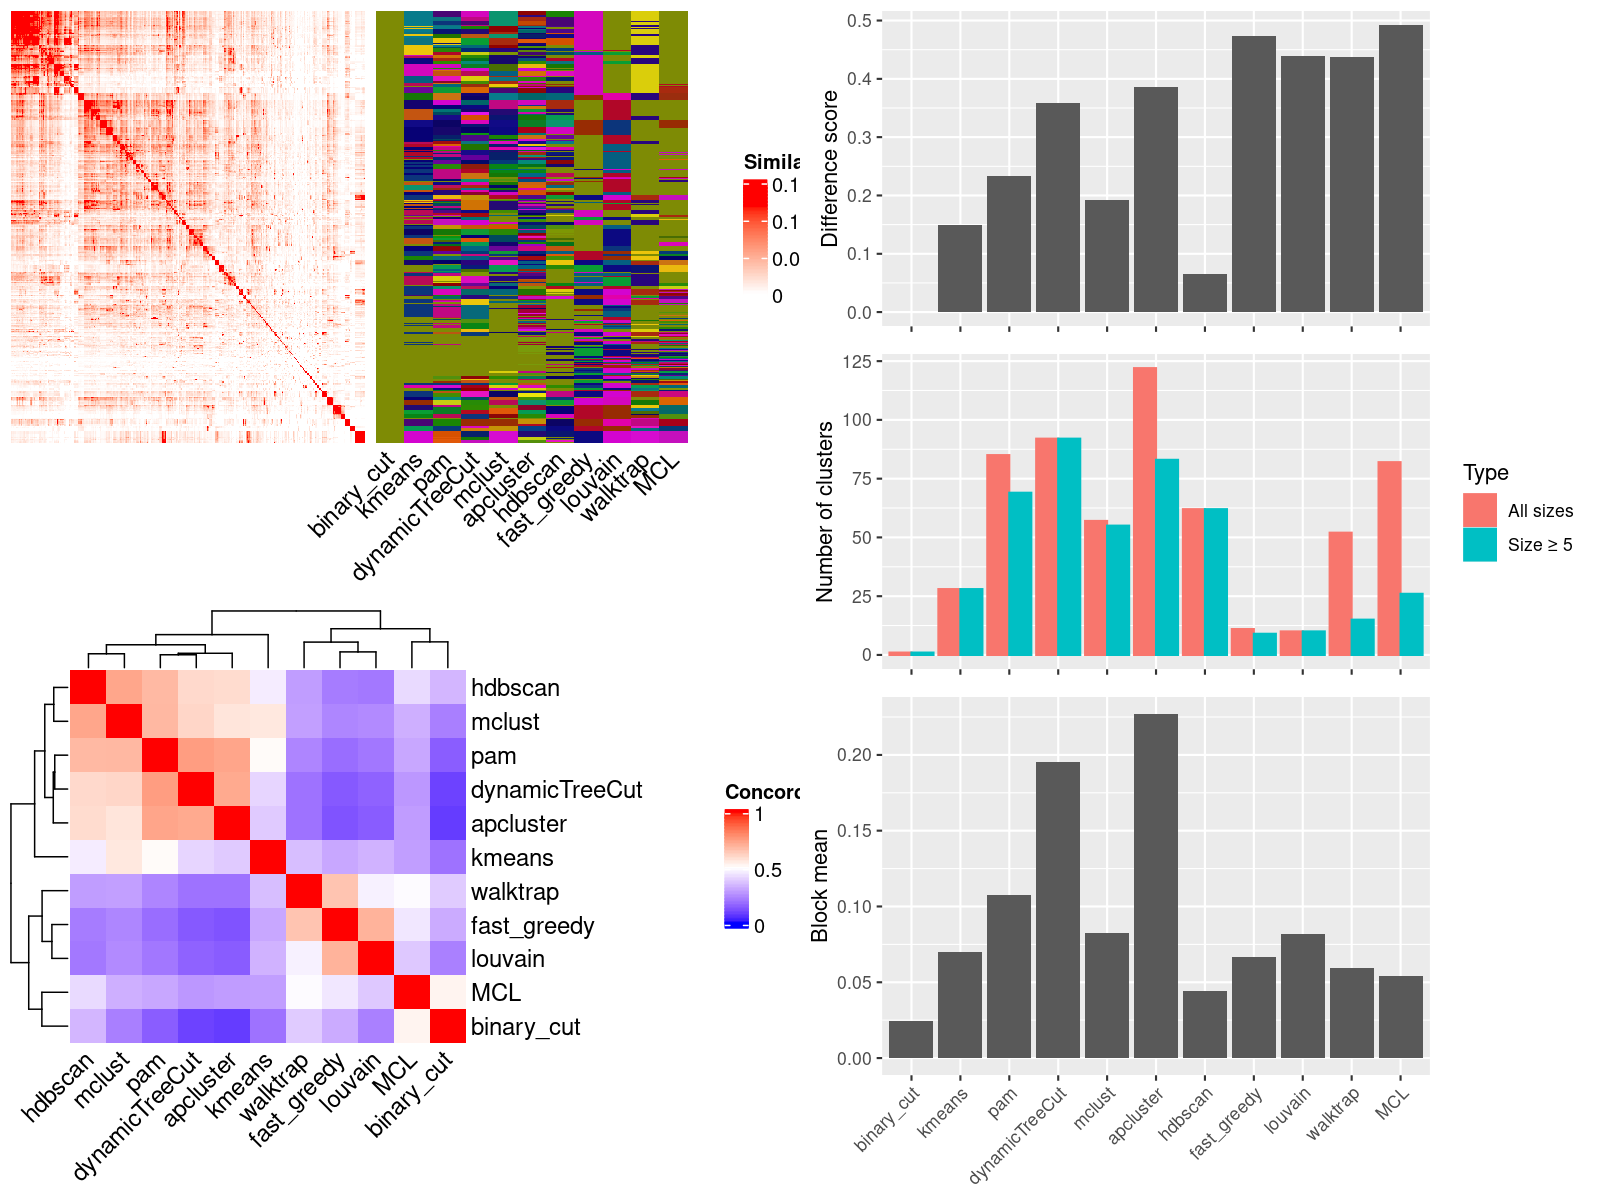 Simila
0.1
0.1
0.0
0
binary_cut
kmeans
pam
dynamicTreeCut
mclust
apcluster
hdbscan
fast_greedy
louvain
walktrap
MCL
hdbscan
mclust
pam
dynamicTreeCut
apcluster
kmeans
walktrap
fast_greedy
louvain
MCL
binary_cut
hdbscan
mclust
pam
dynamicTreeCut
apcluster
kmeans
walktrap
fast_greedy
louvain
MCL
binary_cut
Concord
1
0.5
0
Difference score
0.5
0.4
0.3
0.2
0.1
0.0
Number of clusters
125
100
75
50
25
0
Type
All sizes
Size ≥ 5
Block mean
0.20
0.15
0.10
0.05
0.00
binary_cut
kmeans
pam
dynamicTreeCut
mclust
apcluster
hdbscan
fast_greedy
louvain
walktrap
MCL